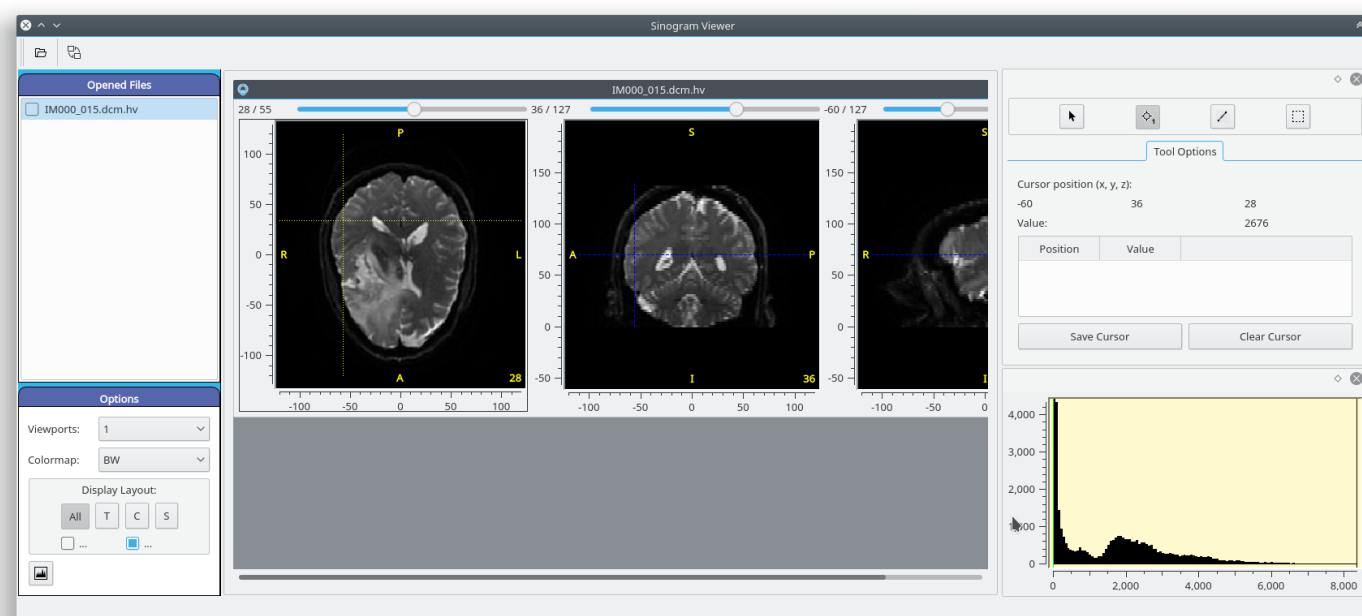 Sinogram Viewer
Opened Files
IM000_015.dcm.hv
Options
Viewports: 1
Colormap: BW
Display Layout:
All T C S
... ...
IM000_015.dcm.hv
28 / 55 36 / 127 -60 / 127
P
R L
A 28
100
50
0
-50
-100
-100 -50 0 50 100
S
A P
I 36
150
100
50
0
-50
-100 -50 0 50 100
S
R
I
150
100
50
0
-50
-100 -50 0
1
Tool Options
Cursor position (x, y, z):
-60 36 28
Value: 2676
Position Value
Save Cursor Clear Cursor
4,000
3,000
2,000
0
0 2,000 4,000 6,000 8,000